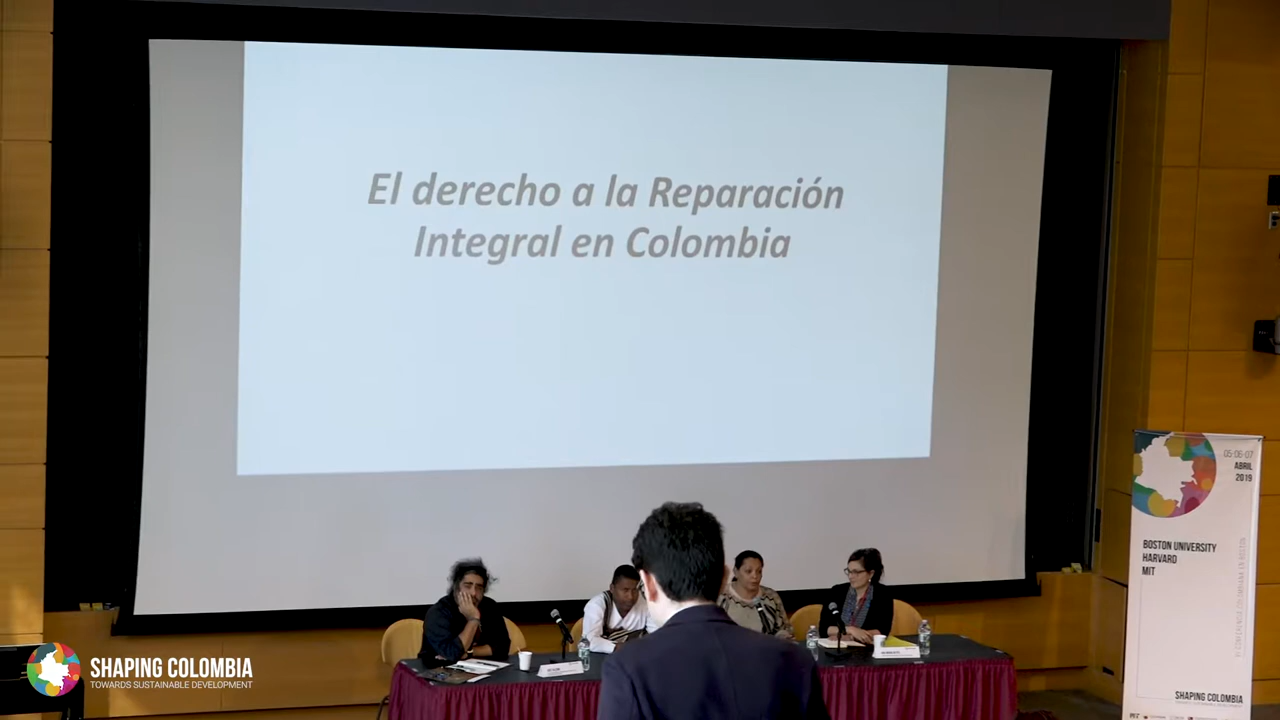 El derecho a la Reparación
Integral en Colombia
05-06-07
ABRIL
2019
BOSTON UNIVERSITY
HARVARD
MIT
SHAPING COLOMBIA
SHAPING COLOMBIA
TOWARDS SUSTAINABLE DEVELOPMENT